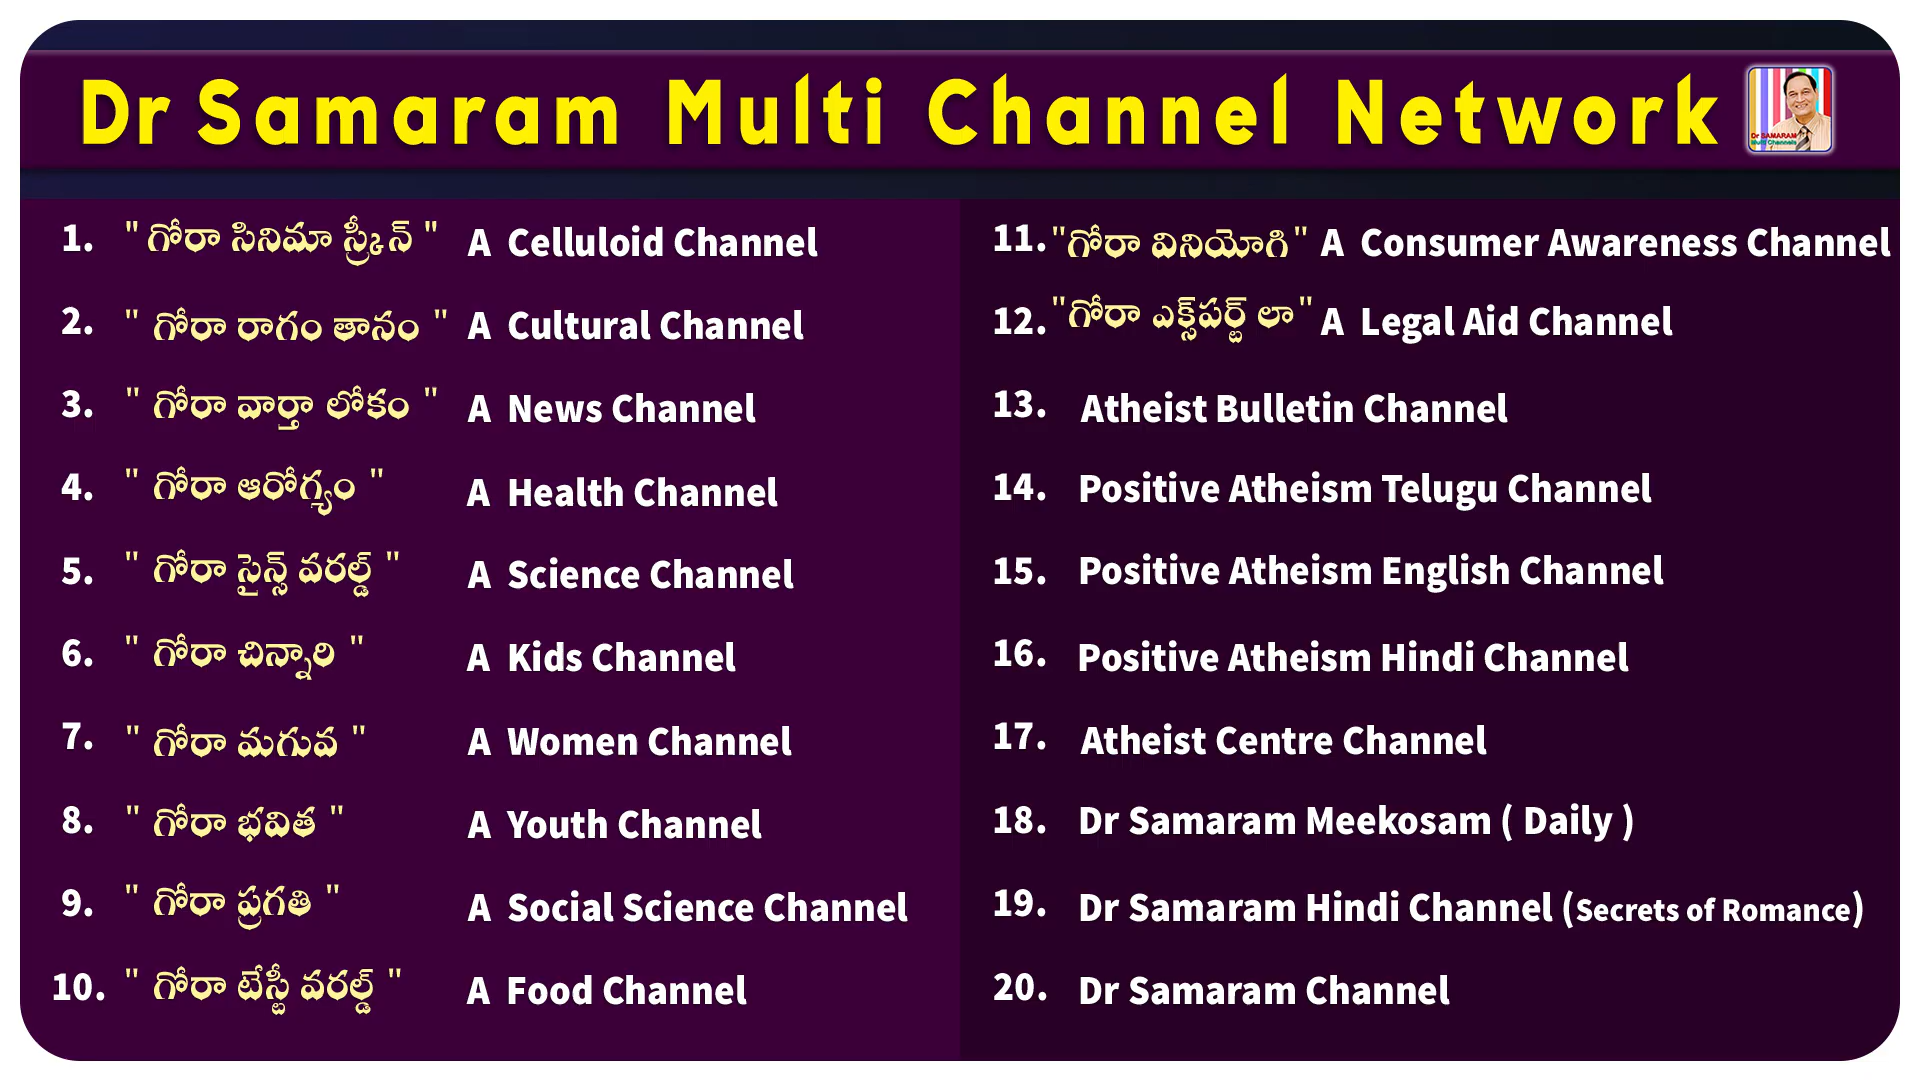 Dr Samaram Multi Channel Network
Dr SAMARAM
Multi Channels
1. " గోరా సినిమా స్క్రీన్ " A Celluloid Channel
2. " గోరా రాగం తానం " A Cultural Channel
3. " గోరా వార్తా లోకం " A News Channel
4. " గోరా ఆరోగ్యం " A Health Channel
5. " గోరా సైన్స్ వరల్డ్ " A Science Channel
6. " గోరా చిన్నారి " A Kids Channel
7. " గోరా మగువ " A Women Channel
8. " గోరా భవిత " A Youth Channel
9. " గోరా ప్రగతి " A Social Science Channel
10. " గోరా టేస్టీ వరల్డ్ " A Food Channel
11. "గోరా వినియోగి" A Consumer Awareness Channel
12. "గోరా ఎక్స్‌పర్ట్ లా" A Legal Aid Channel
13. Atheist Bulletin Channel
14. Positive Atheism Telugu Channel
15. Positive Atheism English Channel
16. Positive Atheism Hindi Channel
17. Atheist Centre Channel
18. Dr Samaram Meekosam ( Daily )
19. Dr Samaram Hindi Channel (Secrets of Romance)
20. Dr Samaram Channel